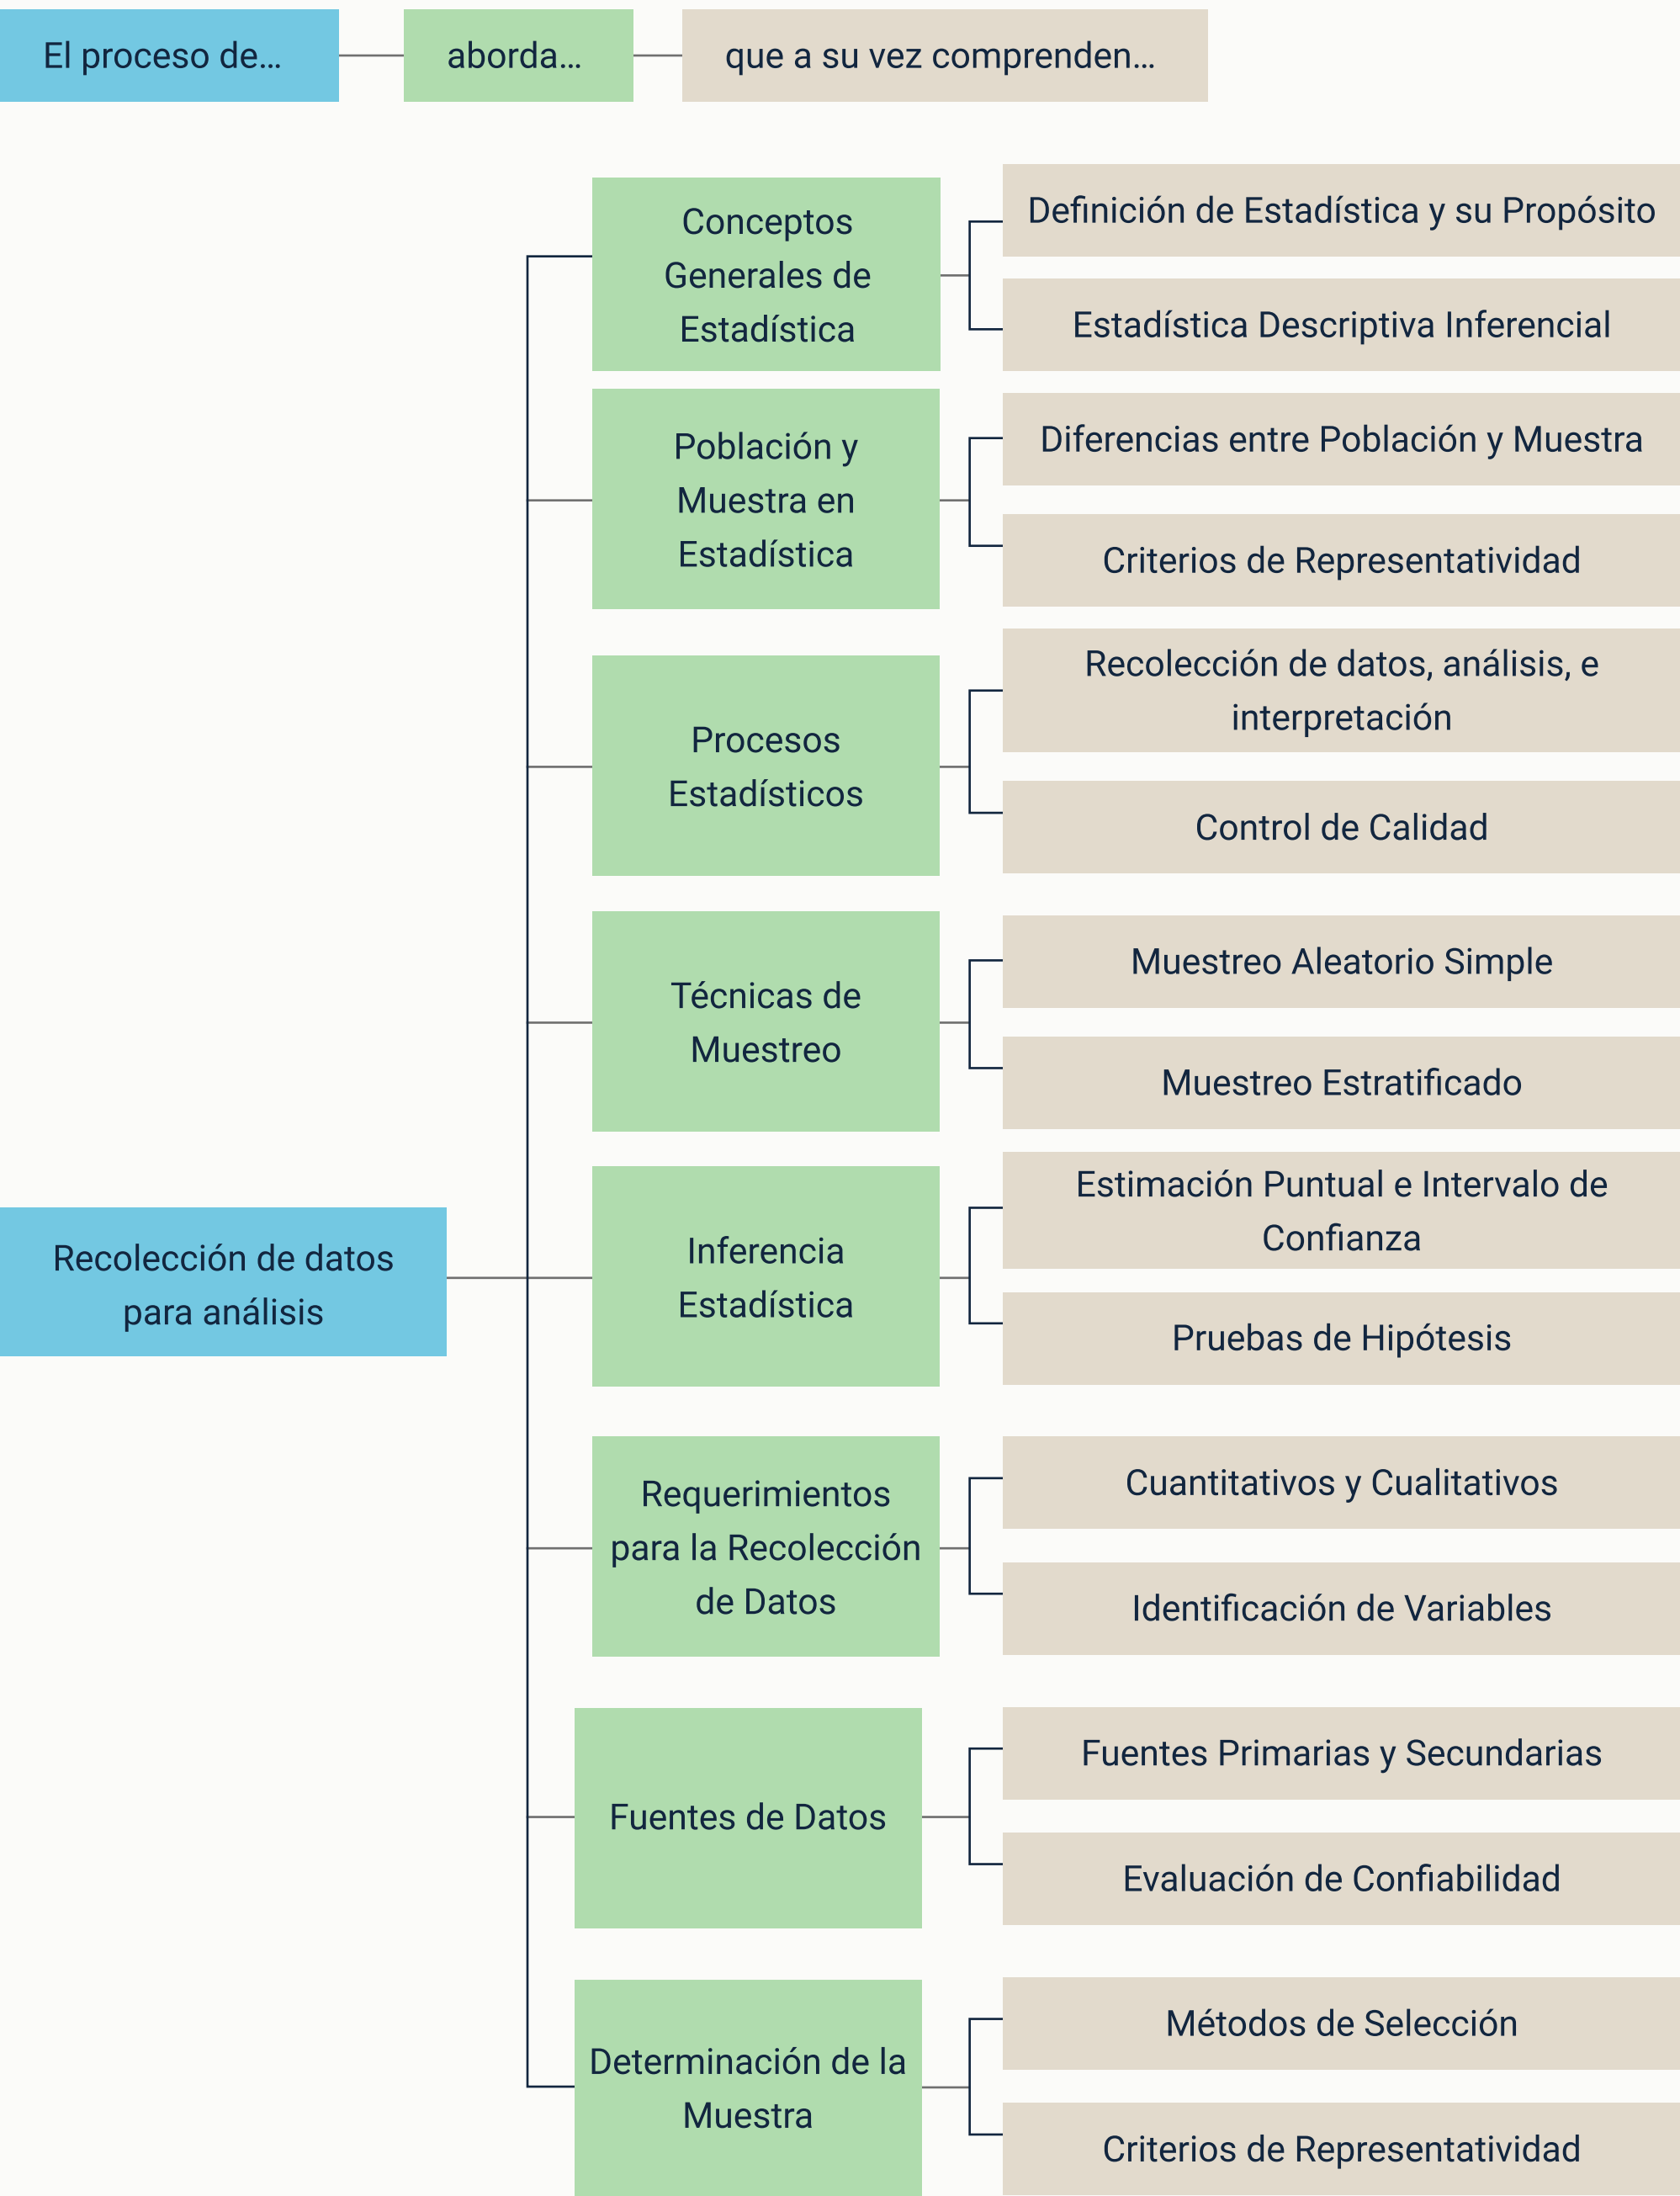 El proceso de...
aborda...
que a su vez comprenden...
Conceptos
Generales de
Estadística
Definición de Estadística y su Propósito
Estadística Descriptiva Inferencial
Población y
Muestra en
Estadística
Diferencias entre Población y Muestra
Criterios de Representatividad
Procesos
Estadísticos
Recolección de datos, análisis, e
interpretación
Control de Calidad
Técnicas de
Muestreo
Muestreo Aleatorio Simple
Muestreo Estratificado
Recolección de datos
para análisis
Inferencia
Estadística
Estimación Puntual e Intervalo de
Confianza
Pruebas de Hipótesis
Requerimientos
para la Recolección
de Datos
Cuantitativos y Cualitativos
Identificación de Variables
Fuentes de Datos
Fuentes Primarias y Secundarias
Evaluación de Confiabilidad
Determinación de la
Muestra
Métodos de Selección
Criterios de Representatividad